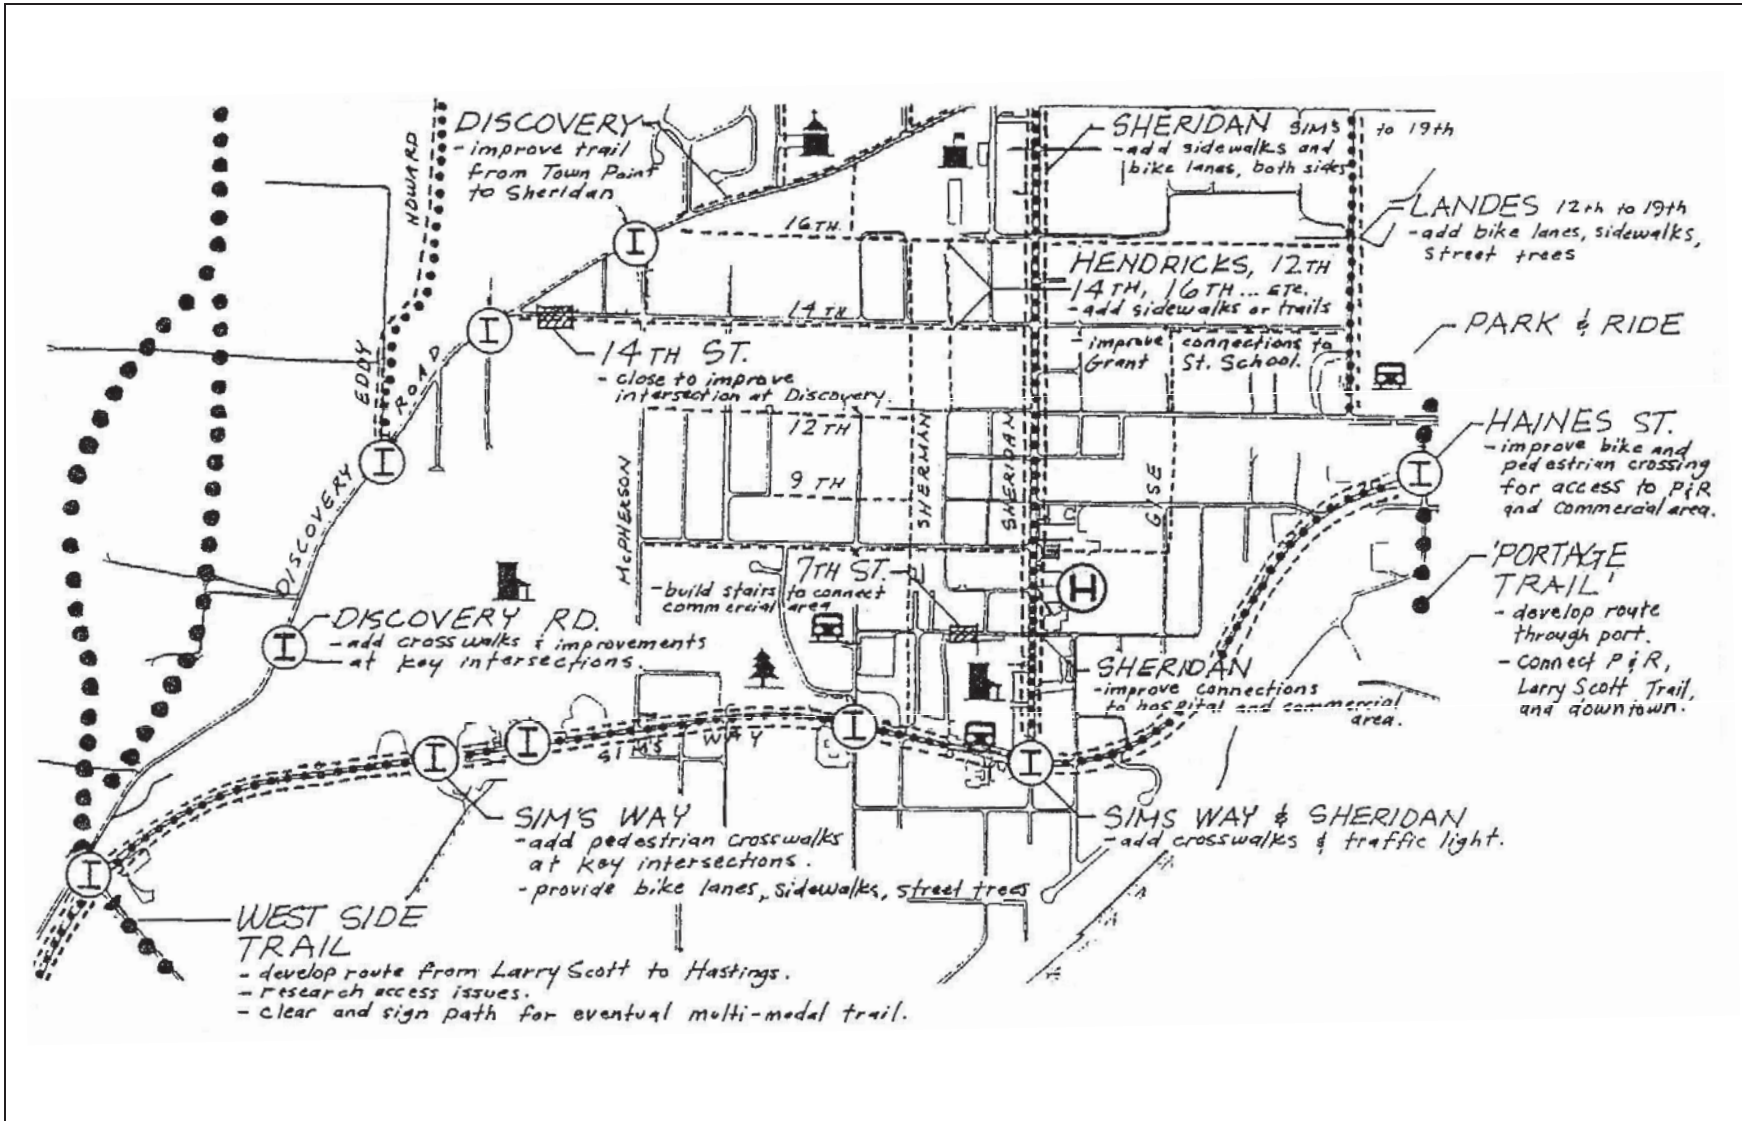 DISCOVERY
- improve trail
from Town Point
to Sheridan
SHERIDAN SIMS to 19th
- add sidewalks and
bike lanes, both sides
HOWARD
LANDES 12th to 19th
- add bike lanes, sidewalks,
street trees
16TH
I
HENDRICKS, 12TH
14TH, 16TH... ETC.
- add sidewalks or trails
14TH
I
PARK & RIDE
14TH ST.
- close to improve
intersection at Discovery.
- improve connections to
Grant St. School.
EDDY
ROAD
12TH
HAINES ST.
- improve bike and
pedestrian crossing
for access to P&R
and commercial area.
I
I
DISCOVERY
9TH
McPHERSON
SHERMAN
SHERIDAN
GISE
7TH ST.
- build stairs to connect
commercial area
H
'PORTAGE
TRAIL'
- develop route
through port.
- connect P & R,
Larry Scott Trail,
and downtown.
DISCOVERY RD.
- add crosswalks & improvements
at key intersections.
I
SHERIDAN
- improve connections
to hospital and commercial
area.
I
I
SIMS WAY
I
I
SIM'S WAY
- add pedestrian crosswalks
at key intersections.
- provide bike lanes, sidewalks, street trees
SIMS WAY & SHERIDAN
- add crosswalks & traffic light.
I
WEST SIDE
TRAIL
- develop route from Larry Scott to Hastings.
- research access issues.
- clear and sign path for eventual multi-modal trail.